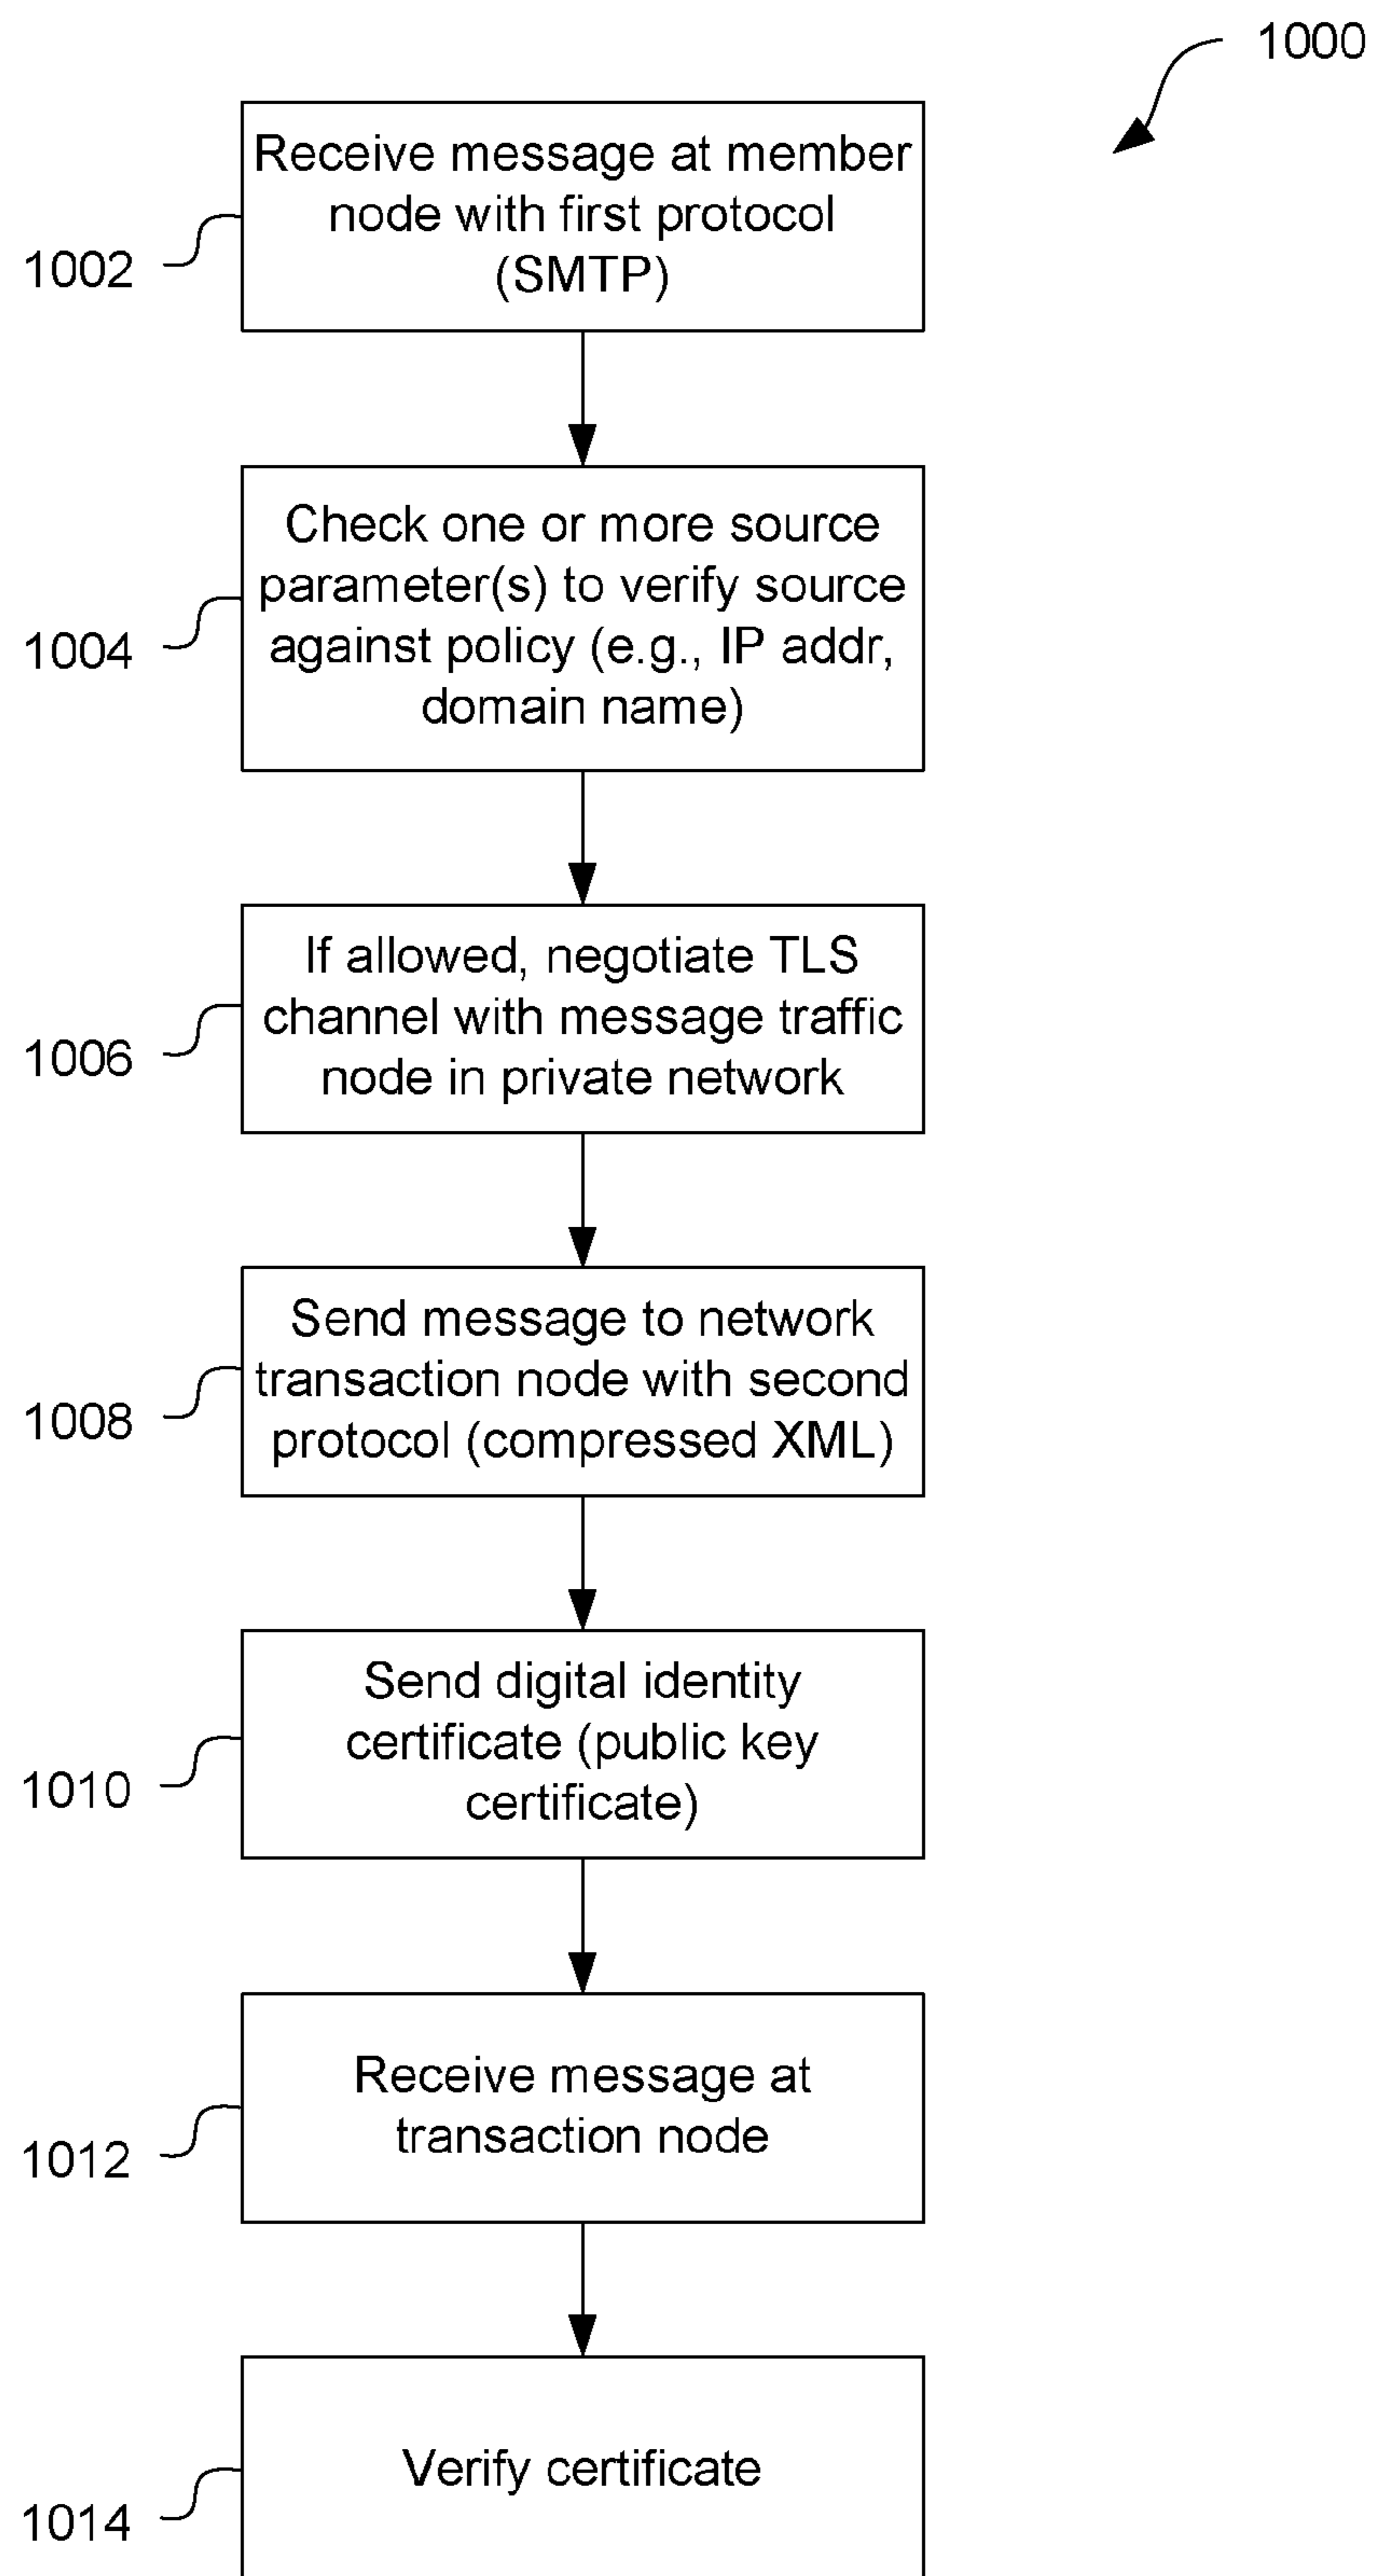 1000
Receive message at member
node with first protocol
(SMTP)
1002
Check one or more source
parameter(s) to verify source
against policy (e.g., IP addr,
domain name)
1004
If allowed, negotiate TLS
channel with message traffic
node in private network
1006
Send message to network
transaction node with second
protocol (compressed XML)
1008
Send digital identity
certificate (public key
certificate)
1010
Receive message at
transaction node
1012
Verify certificate
1014